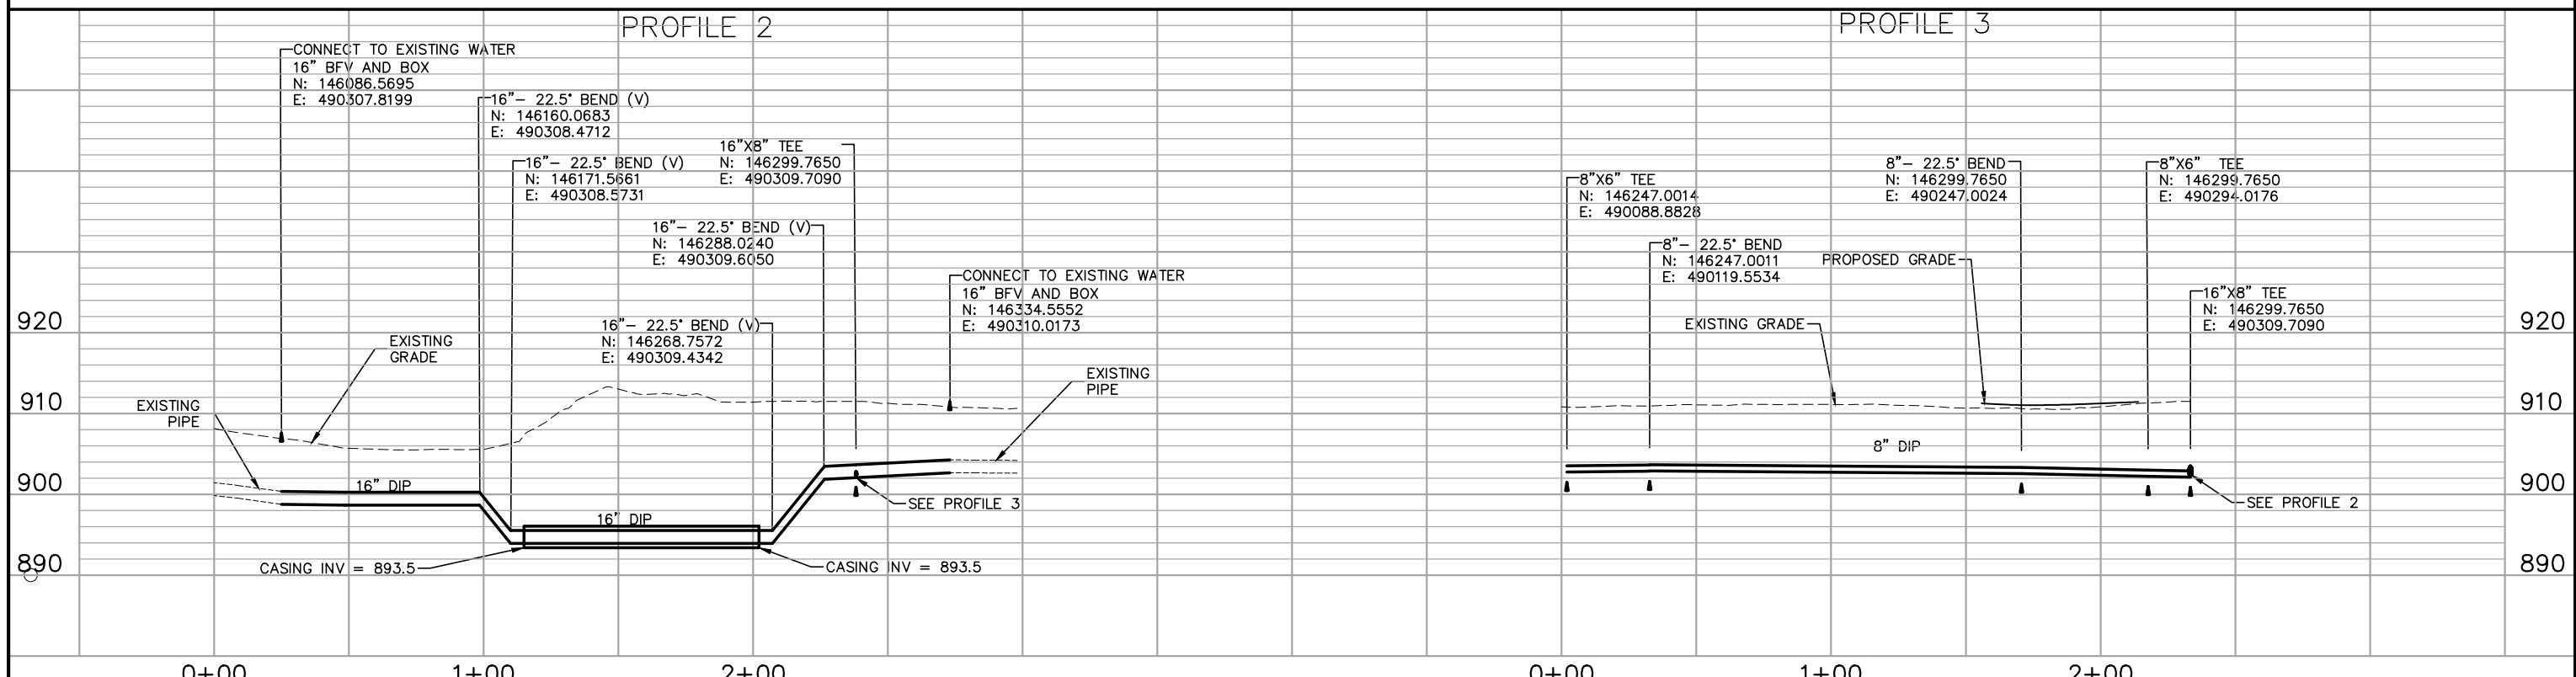 PROFILE 2
CONNECT TO EXISTING WATER
16" BFV AND BOX
N: 146086.5695
E: 490307.8199
16"- 22.5° BEND (V)
N: 146160.0683
E: 490308.4712
16"- 22.5° BEND (V)
N: 146171.5661
E: 490308.5731
16"X8" TEE
N: 146299.7650
E: 490309.7090
16"- 22.5° BEND (V)
N: 146288.0240
E: 490309.6050
CONNECT TO EXISTING WATER
16" BFV AND BOX
N: 146334.5552
E: 490310.0173
16"- 22.5° BEND (V)
N: 146268.7572
E: 490309.4342
920
910
900
890
EXISTING
GRADE
EXISTING
PIPE
EXISTING
PIPE
16" DIP
16" DIP
SEE PROFILE 3
CASING INV = 893.5
CASING INV = 893.5
0+00
1+00
2+00
PROFILE 3
8"X6" TEE
N: 146247.0014
E: 490088.8828
8"- 22.5° BEND
N: 146247.0011
E: 490119.5534
8"- 22.5° BEND
N: 146299.7650
E: 490247.0024
8"X6" TEE
N: 146299.7650
E: 490294.0176
16"X8" TEE
N: 146299.7650
E: 490309.7090
PROPOSED GRADE
EXISTING GRADE
8" DIP
SEE PROFILE 2
920
910
900
890
0+00
1+00
2+00